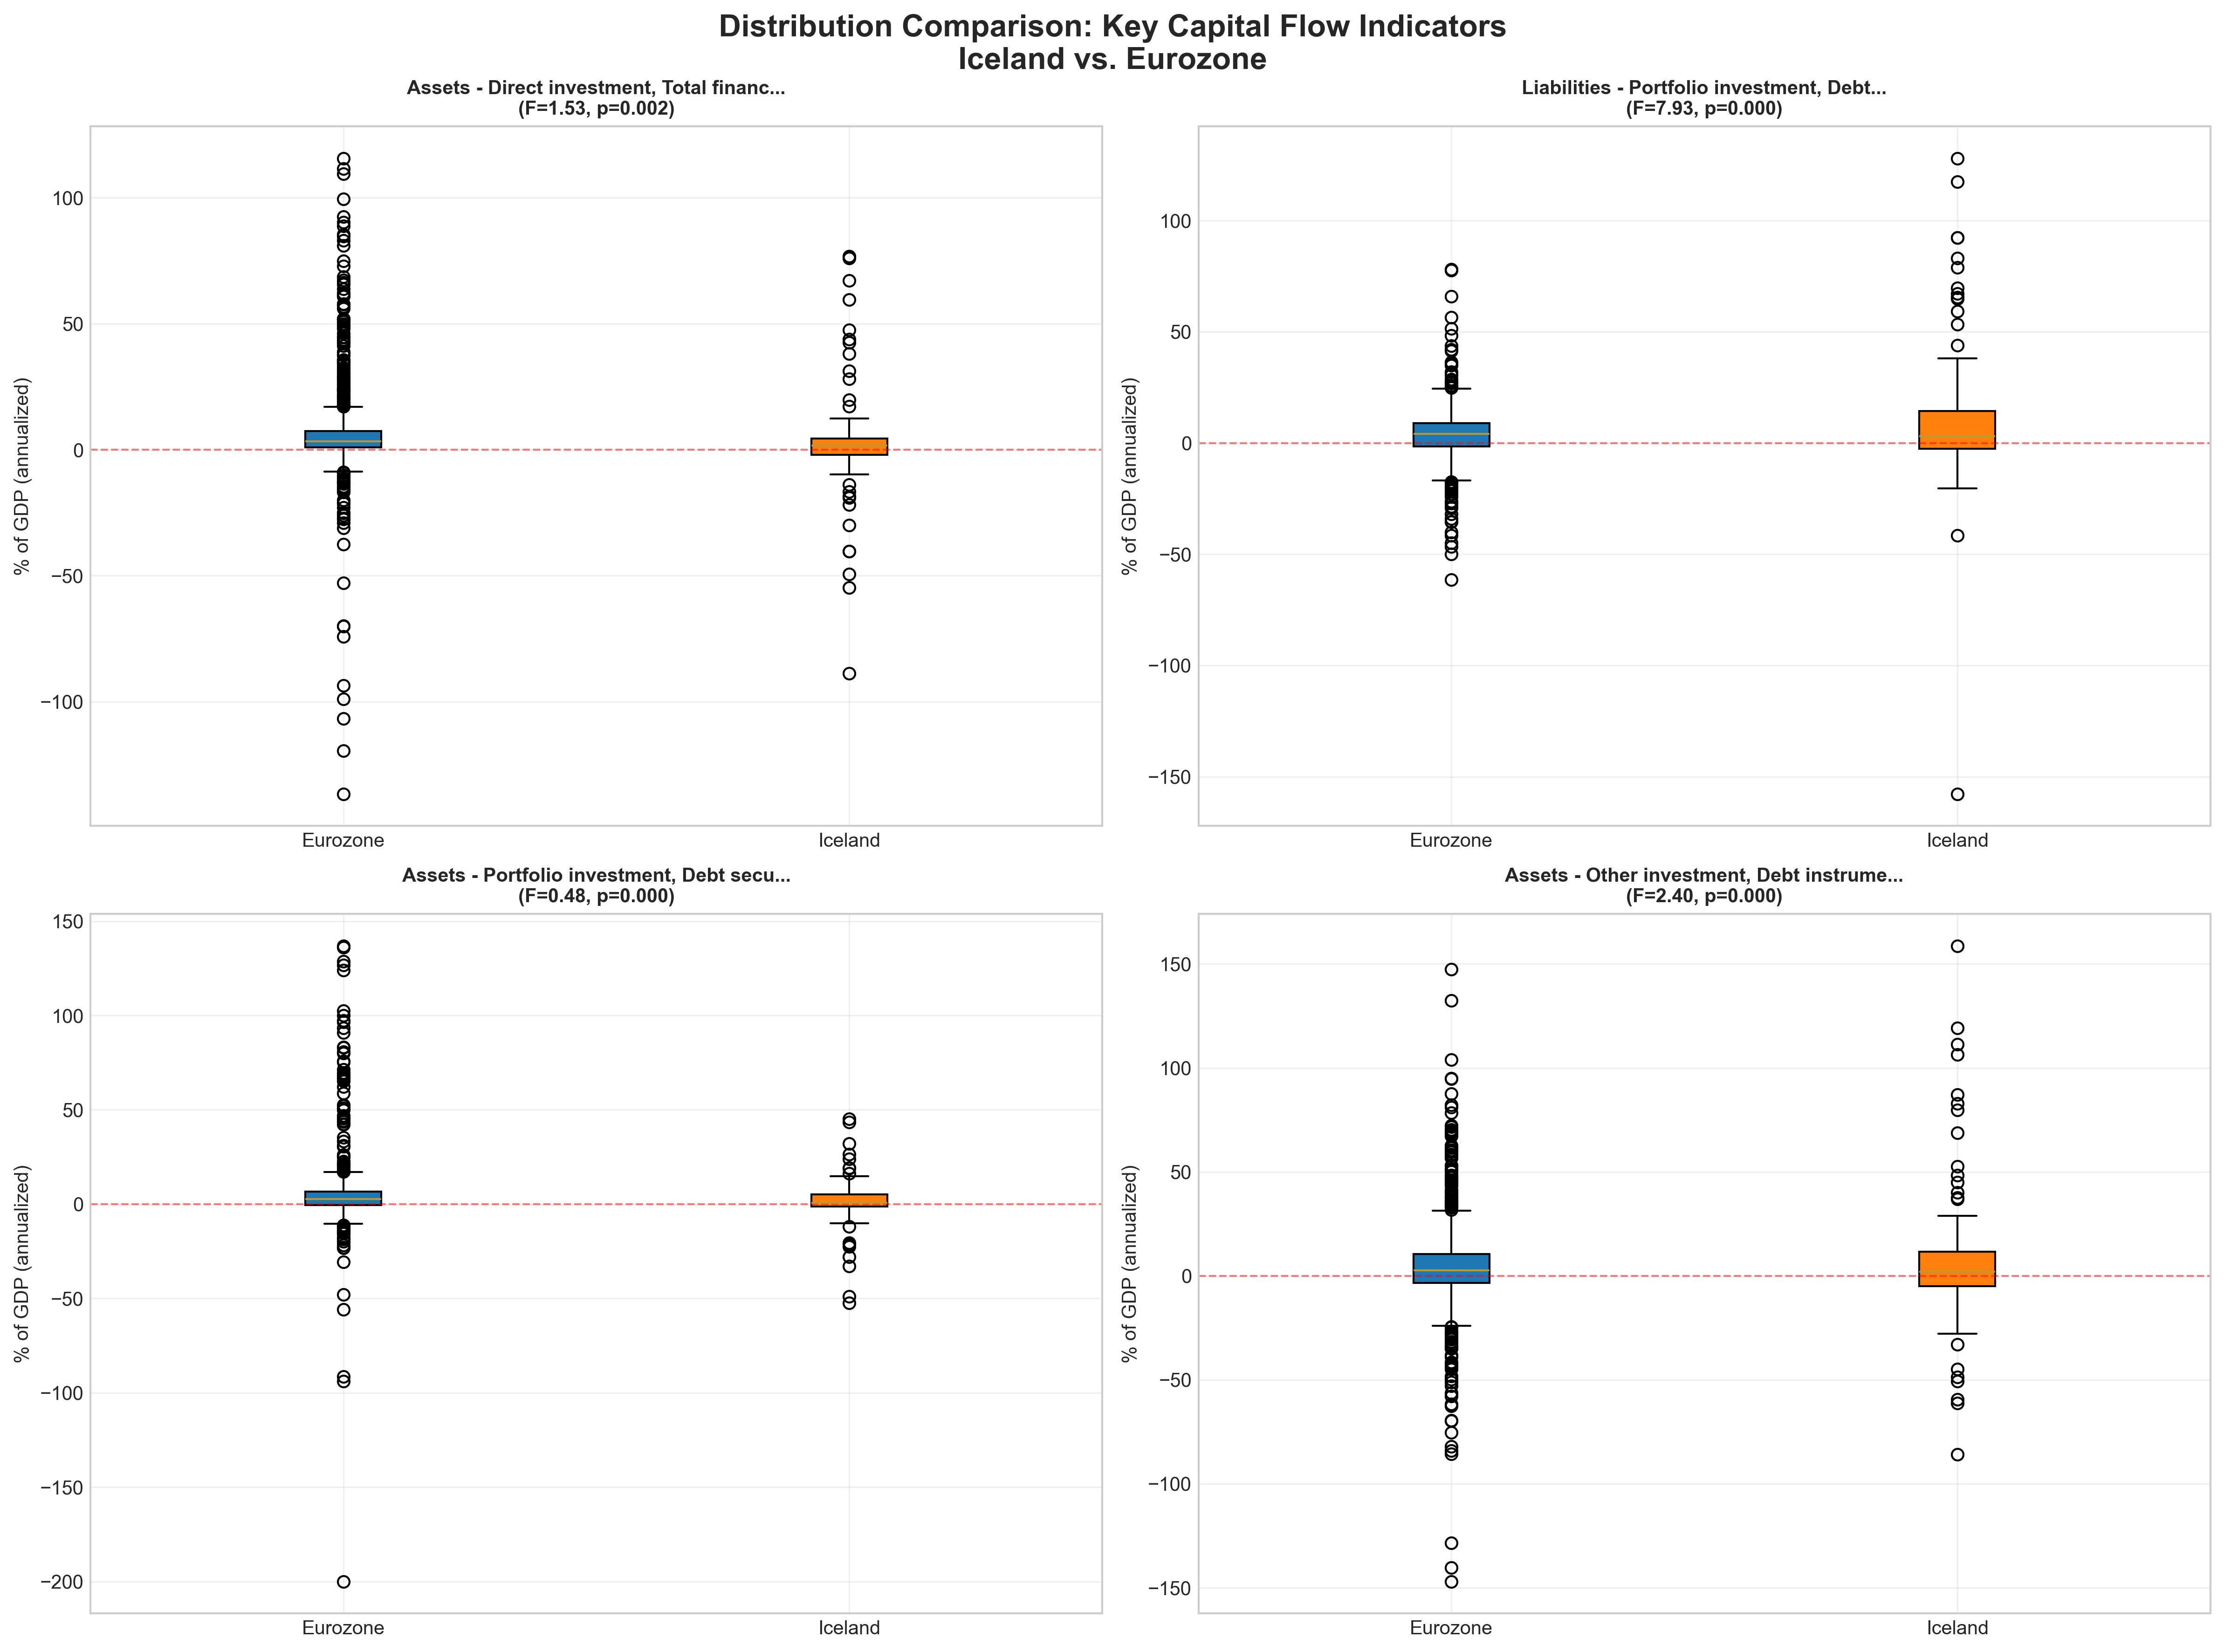 Distribution Comparison: Key Capital Flow Indicators
Iceland vs. Eurozone
Assets - Direct investment, Total financ...
(F=1.53, p=0.002)
% of GDP (annualized)
100
50
0
−50
−100
Eurozone
Iceland
Liabilities - Portfolio investment, Debt...
(F=7.93, p=0.000)
% of GDP (annualized)
100
50
0
−50
−100
−150
Eurozone
Iceland
Assets - Portfolio investment, Debt secu...
(F=0.48, p=0.000)
% of GDP (annualized)
150
100
50
0
−50
−100
−150
−200
Eurozone
Iceland
Assets - Other investment, Debt instrume...
(F=2.40, p=0.000)
% of GDP (annualized)
150
100
50
0
−50
−100
−150
Eurozone
Iceland